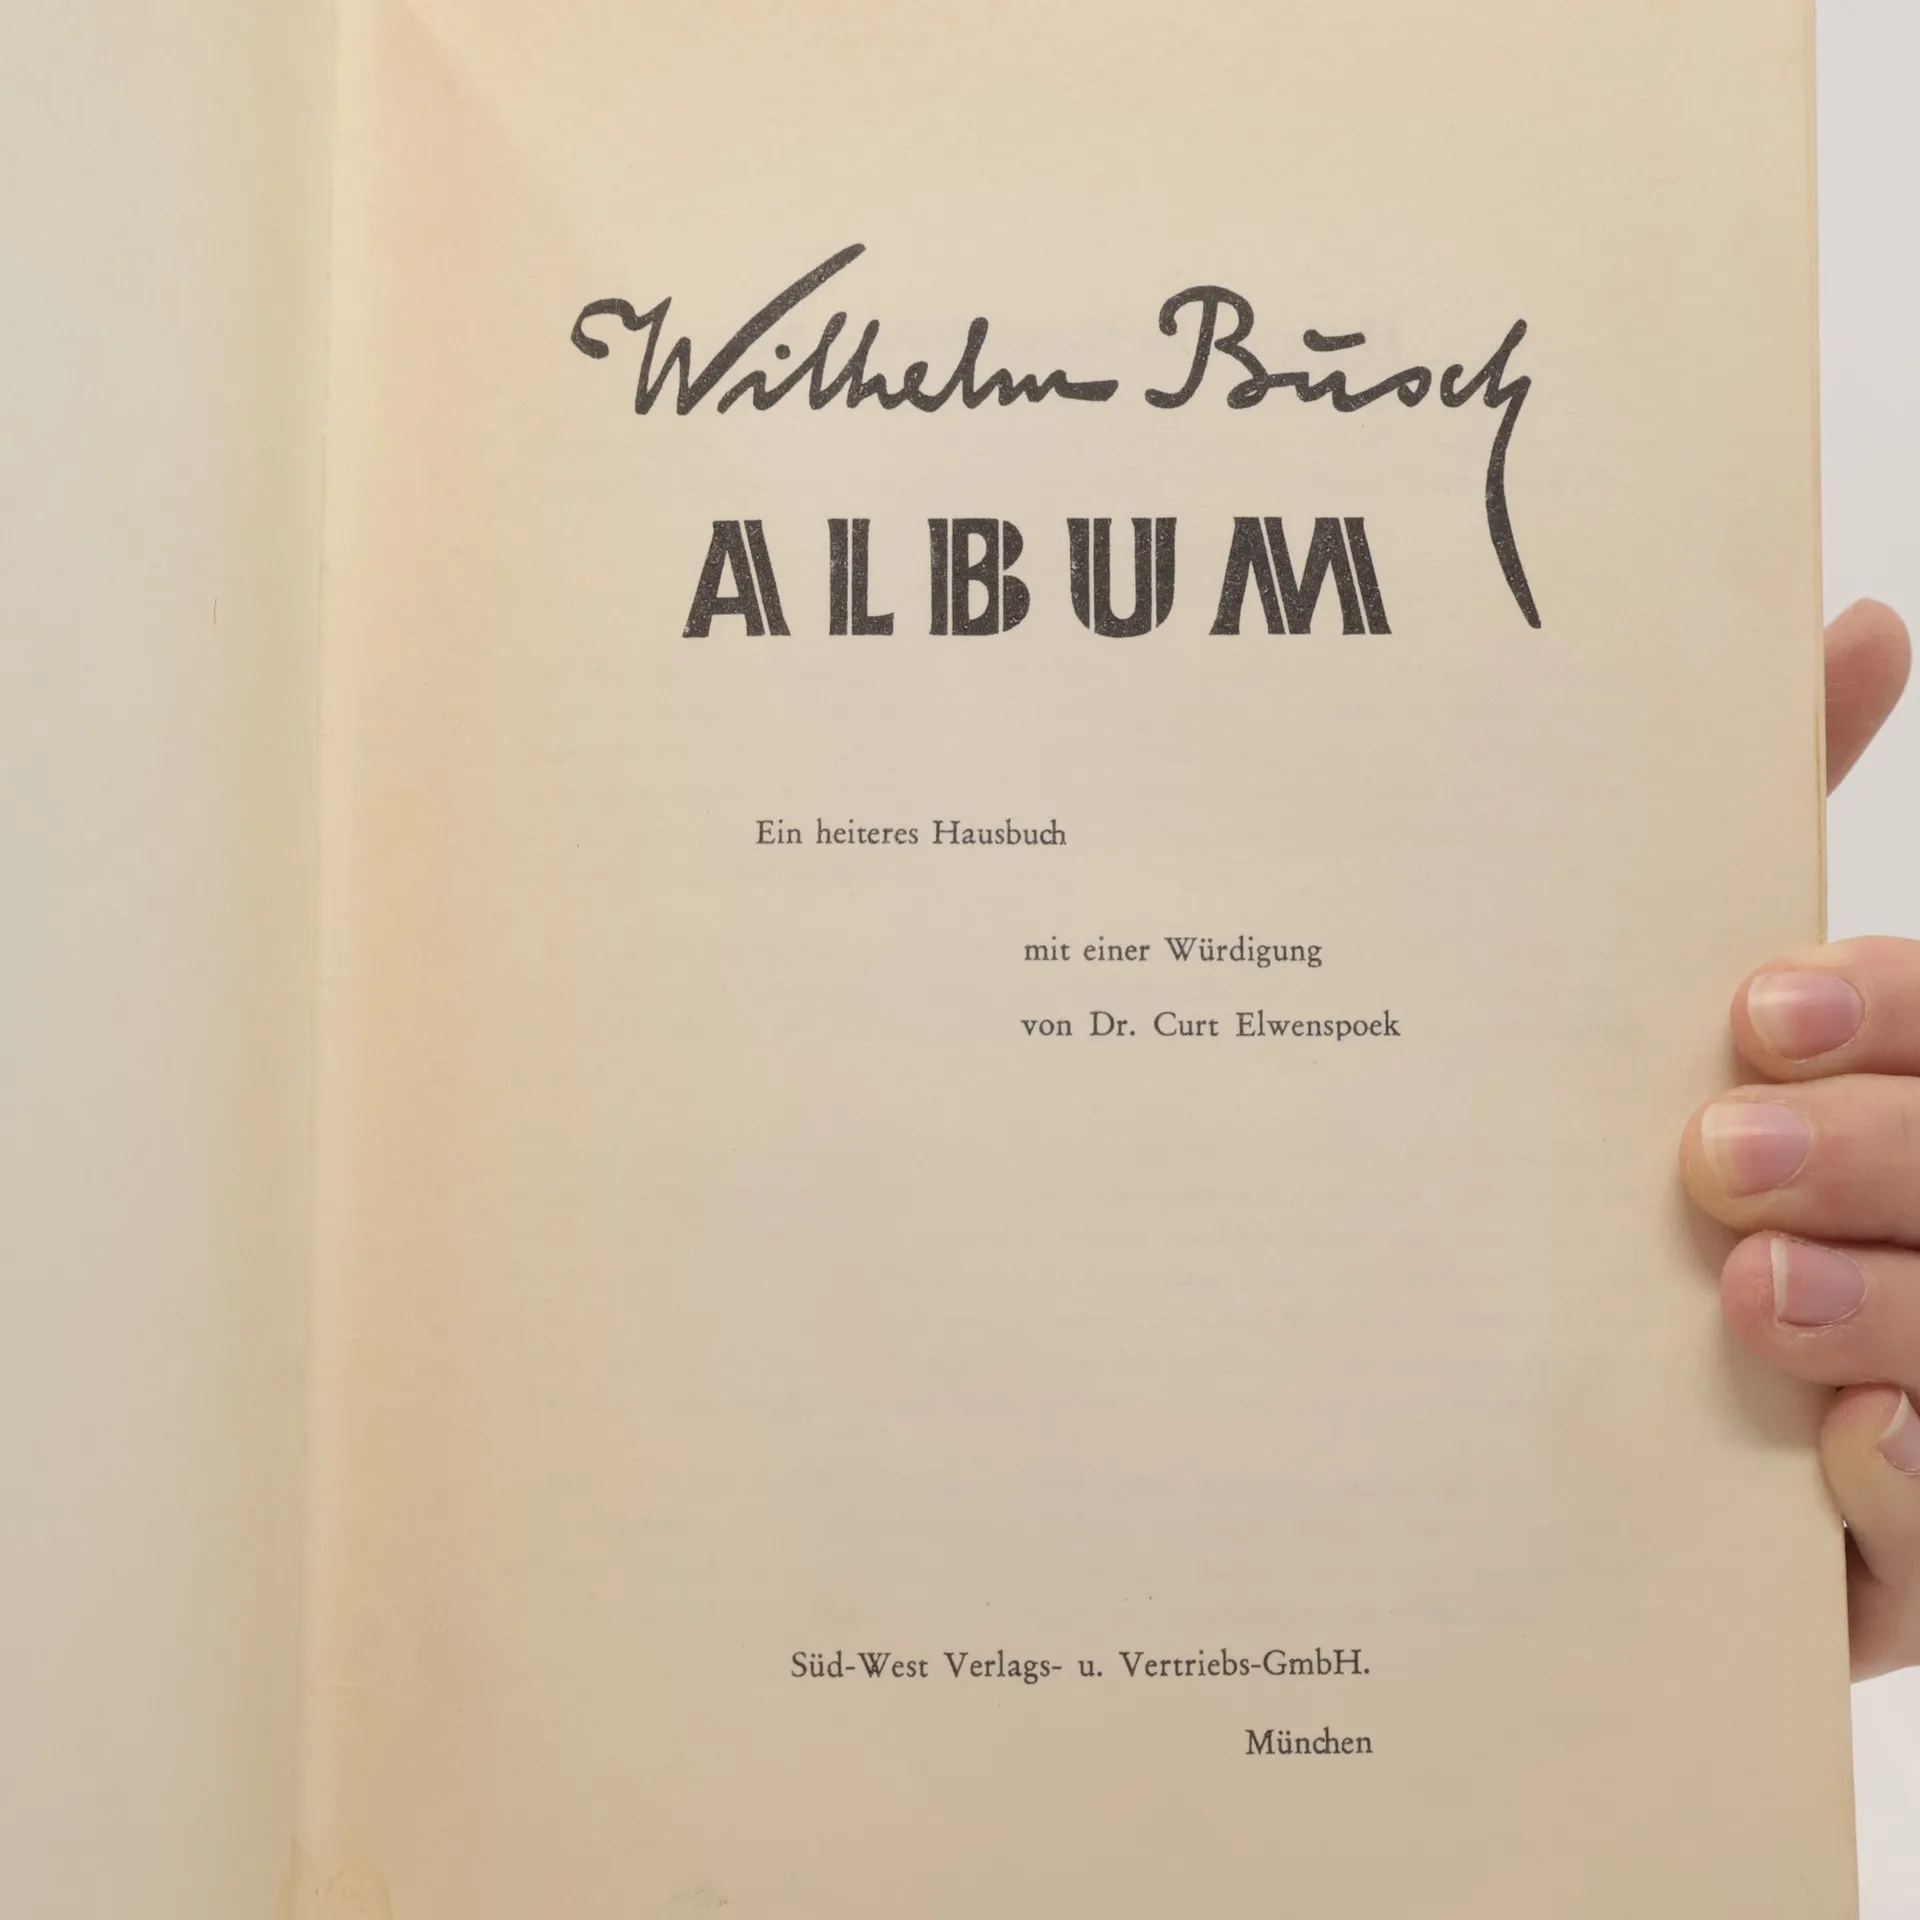 Wilhelm Busch
ALBUM
Ein heiteres Hausbuch
mit einer Würdigung
von Dr. Curt Elwenspoek
Süd-West Verlags- u. Vertriebs-GmbH.
München